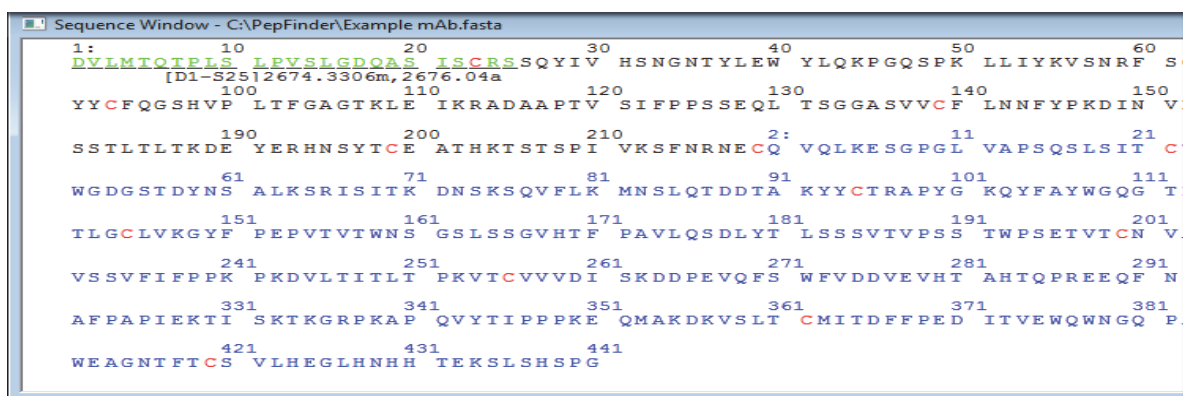 Sequence Window - C:\PepFinder\Example mAb.fasta
1: 10 20 30 40 50 60
DVLMTQTPLS LPVSLGDQAS ISCRSSQYIV HSNGNTYLEW YLQKPGQSPK LLIYKVSNRF S
[D1-S25]2674.3306m,2676.04a
100 110 120 130 140 150
YYCFQGSHVP LTFGAGTKLE IKRADAAPTV SIFPPSSEQL TSGGASVVCF LNNFYPKDIN V
190 200 210 2: 11 21
SSTLTLTKDE YERHNSYTCE ATHKTSTSPI VKSFNRNECQ VQLKESGPGL VAPSQSLSIT C
61 71 81 91 101 111
WGDGSTDYNS ALKSRISITK DNSKSQVFLK MNSLQTDDTA KYYCTRAPYG KQYFAYWGQG T
151 161 171 181 191 201
TLGCLVKGYF PEPVTVTWNS GSLSSGVHTF PAVLQSDLYT LSSSVTVPSS TWPSETVTCN V
241 251 261 271 281 291
VSSVFIFPPK PKDVLTITLT PKVTCVVVDI SKDDPEVQFS WFVDDVEVHT AHTQPREEQF N
331 341 351 361 371 381
AFPAPIEKTI SKTKGRPKAP QVYTIPPPKE QMAKDKVSLT CMITDFFPED ITVEWQWNGQ P
421 431 441
WEAGNTFTCS VLHEGLHNHH TEKSLSHSPG